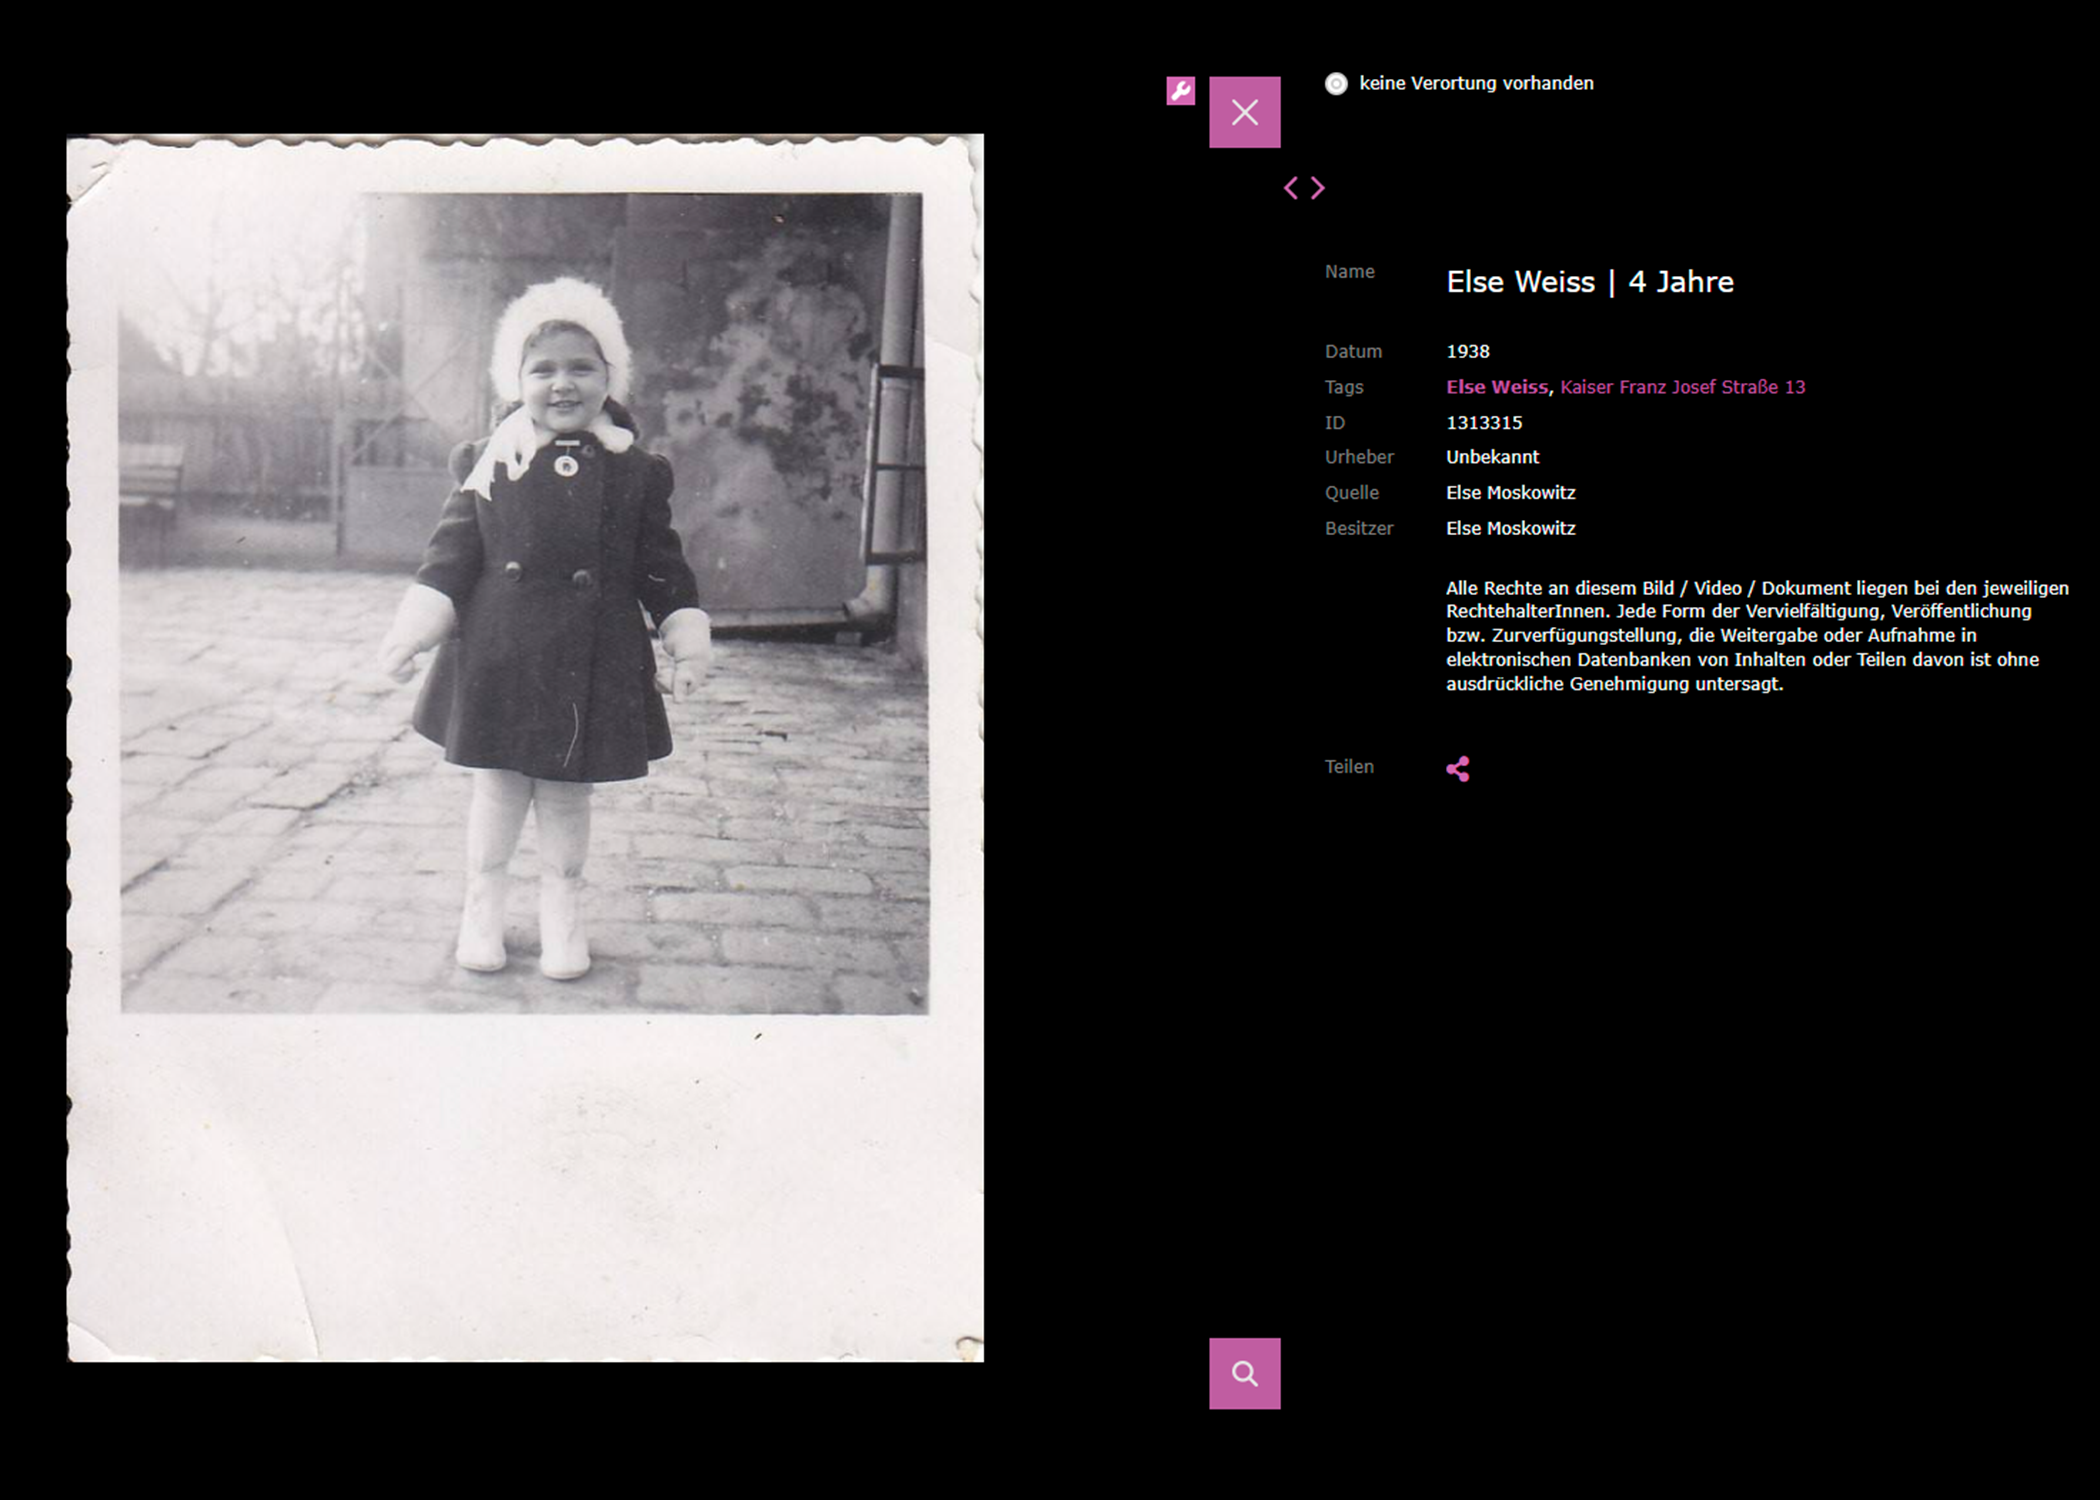 keine Verortung vorhanden
Name
Else Weiss | 4 Jahre
Datum
1938
Tags
Else Weiss, Kaiser Franz Josef Straße 13
ID
1313315
Urheber
Unbekannt
Quelle
Else Moskowitz
Besitzer
Else Moskowitz
Alle Rechte an diesem Bild / Video / Dokument liegen bei den jeweiligen
RechtehalterInnen. Jede Form der Vervielfältigung, Veröffentlichung
bzw. Zurverfügungstellung, die Weitergabe oder Aufnahme in
elektronischen Datenbanken von Inhalten oder Teilen davon ist ohne
ausdrückliche Genehmigung untersagt.
Teilen